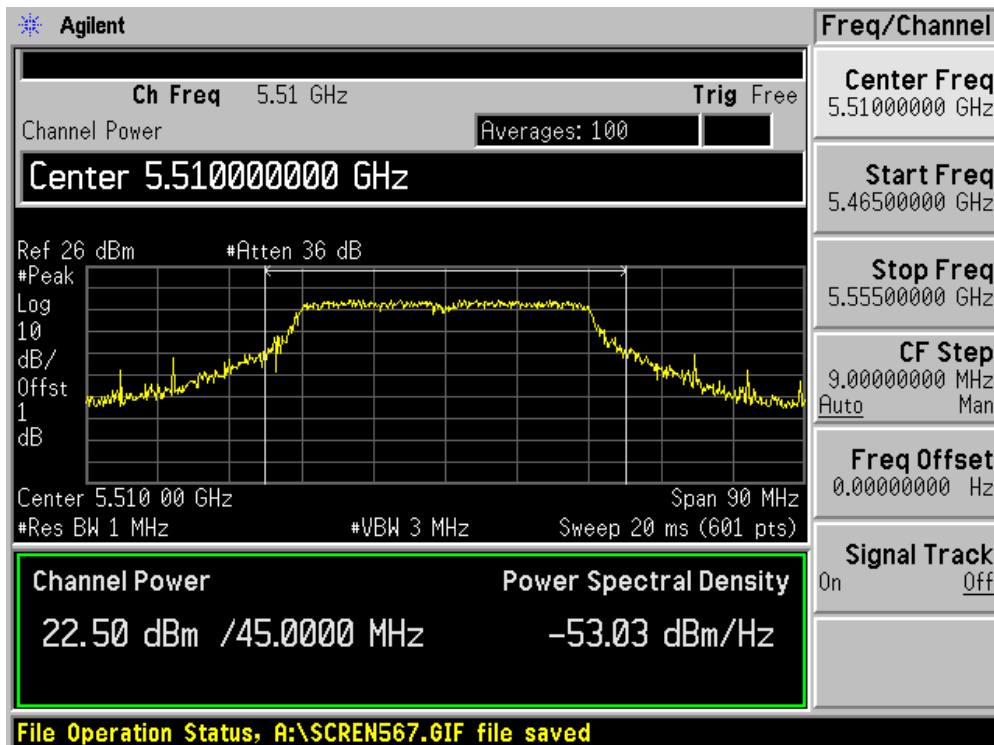 Agilent
Freq/Channel
Ch Freq 5.51 GHz Trig Free
Channel Power Averages: 100
Center 5.510000000 GHz
Ref 26 dBm #Atten 36 dB
#Peak
Log
10
dB/
Offst
1
dB
Center 5.510 00 GHz Span 90 MHz
#Res BW 1 MHz #VBW 3 MHz Sweep 20 ms (601 pts)
Channel Power Power Spectral Density
22.50 dBm /45.0000 MHz -53.03 dBm/Hz
File Operation Status, A:\SCREN567.GIF file saved
Center Freq
5.51000000 GHz
Start Freq
5.46500000 GHz
Stop Freq
5.55500000 GHz
CF Step
9.00000000 MHz
Auto Man
Freq Offset
0.00000000 Hz
Signal Track
On Off